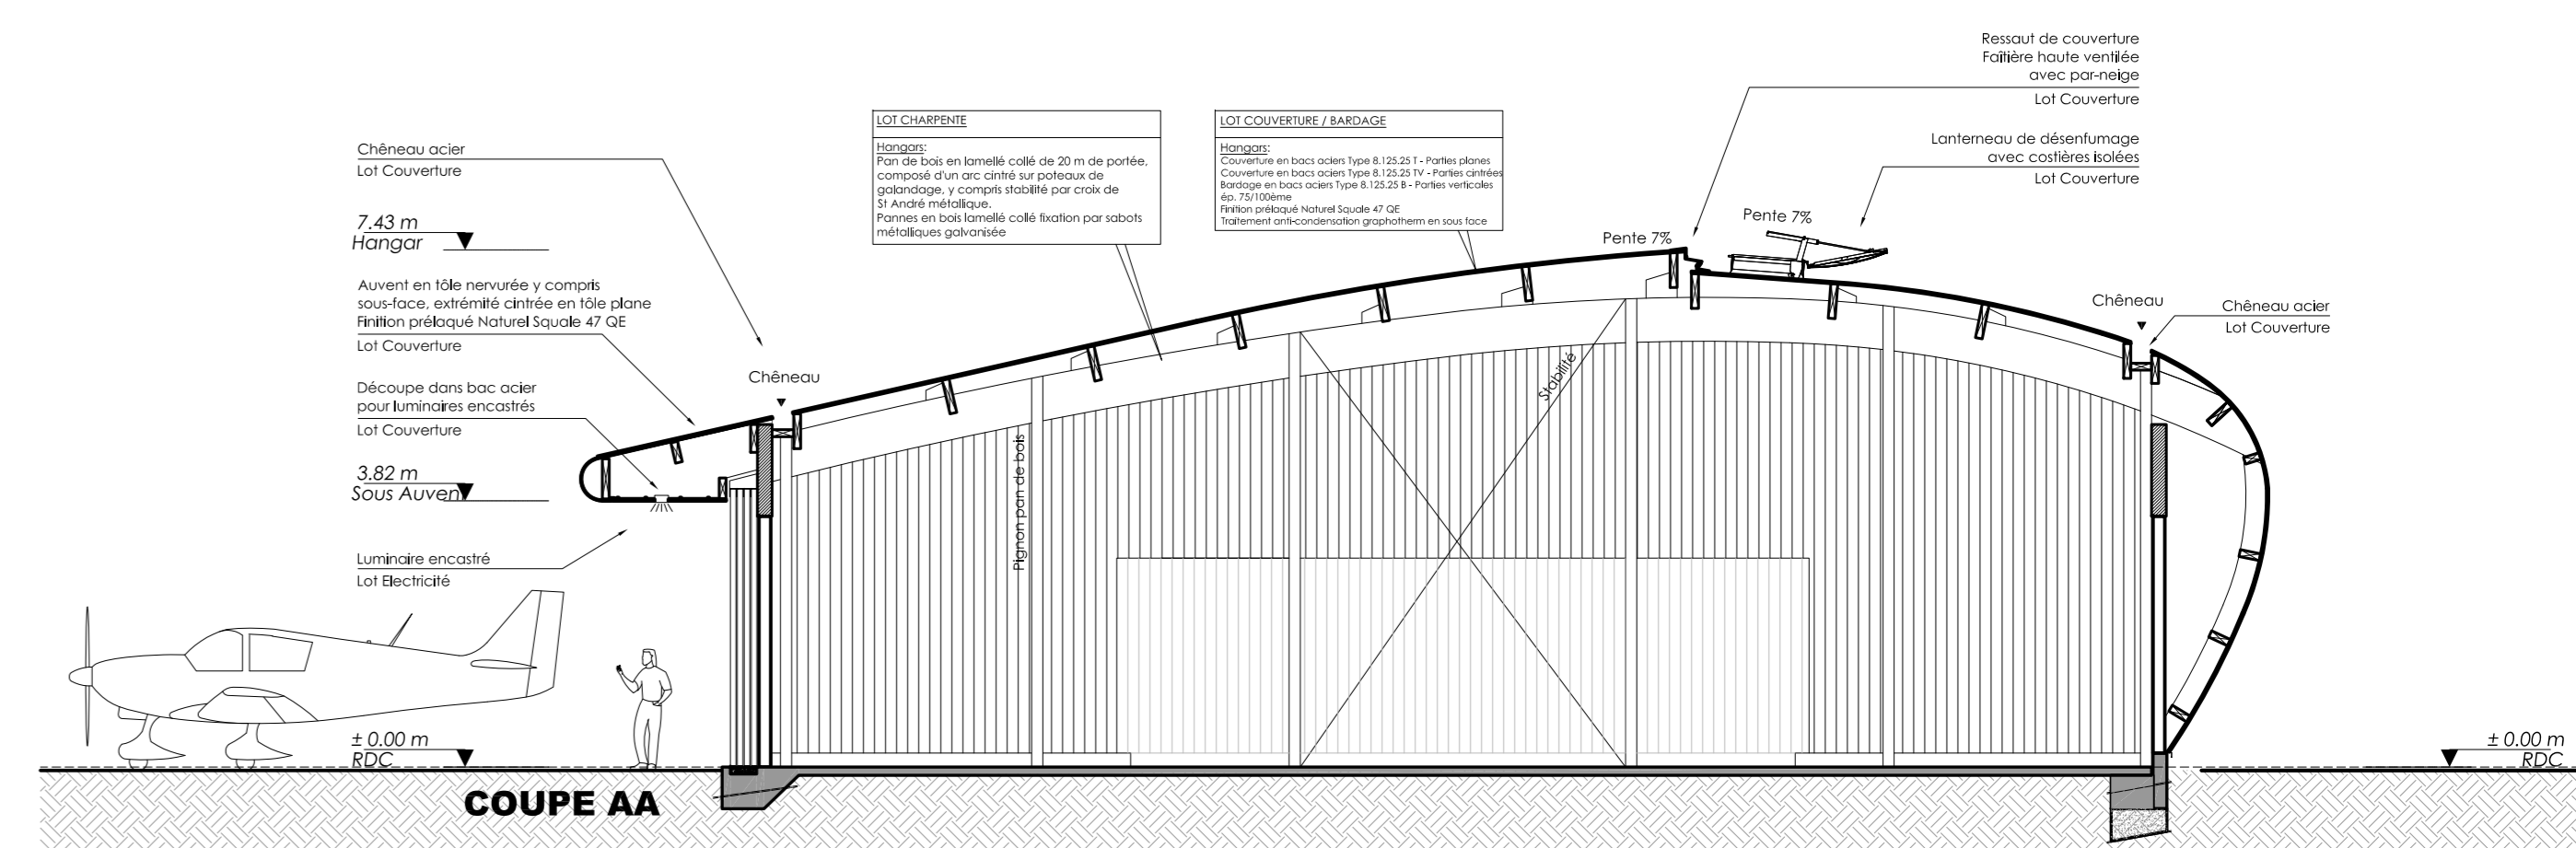 Ressaut de couverture
Faîtière haute ventilée
avec par-neige
Lot Couverture
LOT CHARPENTE
Hangars:
Pan de bois en lamellé collé de 20 m de portée,
composé d'un arc cintré sur poteaux de
galandage, y compris stabilité par croix de
St André métallique.
Pannes en bois lamellé collé fixation par sabots
métalliques galvanisée
LOT COUVERTURE / BARDAGE
Hangars:
Couverture en bacs aciers Type 8.125.25 T - Parties planes
Couverture en bacs aciers Type 8.125.25 TV - Parties cintrées
Bardage en bacs aciers Type 8.125.25 B - Parties verticales
ép. 75/100ème
Finition prélaqué Naturel Squale 47 QE
Traitement anti-condensation graphotherm en sous face
Lanterneau de désenfumage
avec costières isolées
Lot Couverture
Chêneau acier
Lot Couverture
7.43 m
Hangar
Pente 7%
Pente 7%
Auvent en tôle nervurée y compris
sous-face, extrémité cintrée en tôle plane
Finition prélaqué Naturel Squale 47 QE
Lot Couverture
Chêneau
Chêneau acier
Lot Couverture
Chêneau
Découpe dans bac acier
pour luminaires encastrés
Lot Couverture
Stabilité
Pignon pan de bois
3.82 m
Sous Auvent
Luminaire encastré
Lot Electricité
± 0.00 m
RDC
± 0.00 m
RDC
COUPE AA